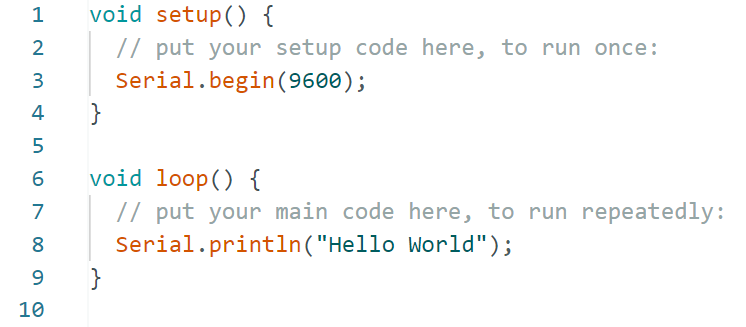 1 void setup() {
2 // put your setup code here, to run once:
3 Serial.begin(9600);
4 }
5
6 void loop() {
7 // put your main code here, to run repeatedly:
8 Serial.println("Hello World");
9 }
10